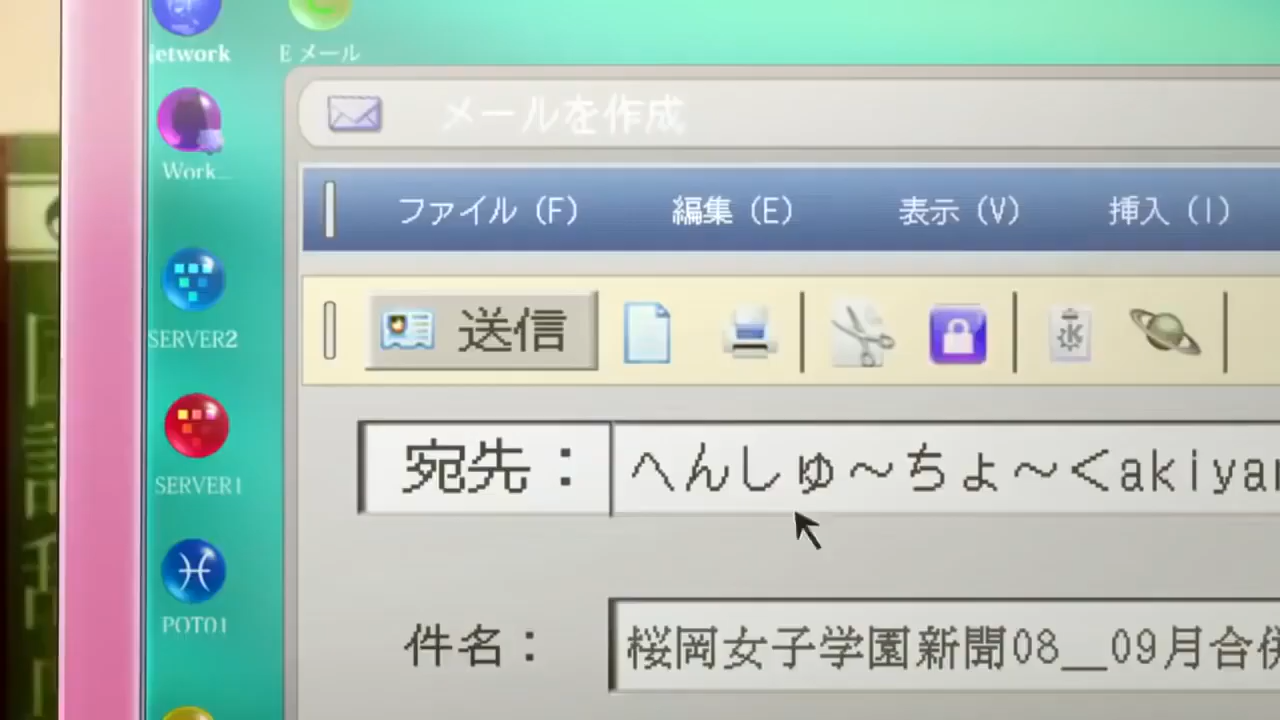 etwork
E メール
Work...
メールを作成
ファイル（F） 編集（E） 表示（V） 挿入（I）
送信
SERVER2
SERVER1
宛先： へんしゅ～ちょ～<akiyam
POT01
件名： 桜岡女子学園新聞08__09月合併